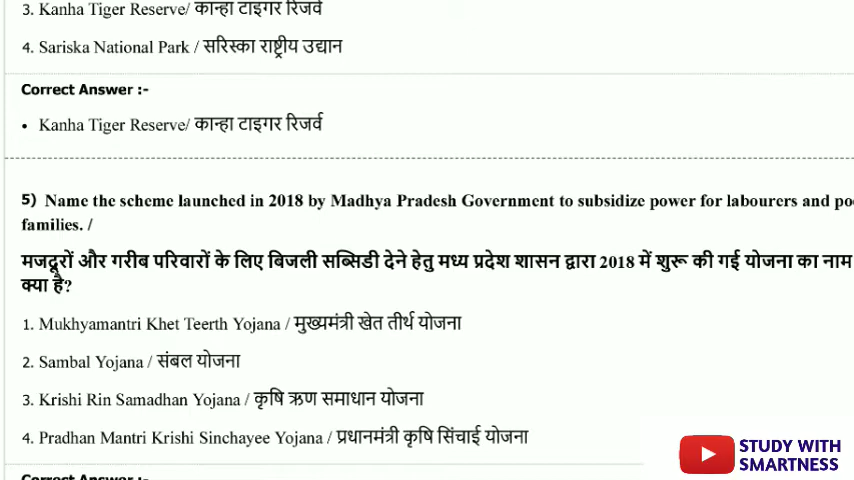 3. Kanha Tiger Reserve/ कान्हा टाइगर रिजर्व
4. Sariska National Park / सरिस्का राष्ट्रीय उद्यान
Correct Answer :-
• Kanha Tiger Reserve/ कान्हा टाइगर रिजर्व
5) Name the scheme launched in 2018 by Madhya Pradesh Government to subsidize power for labourers and po
families. /
मजदूरों और गरीब परिवारों के लिए बिजली सब्सिडी देने हेतु मध्य प्रदेश शासन द्वारा 2018 में शुरू की गई योजना का नाम
क्या है?
1. Mukhyamantri Khet Teerth Yojana / मुख्यमंत्री खेत तीर्थ योजना
2. Sambal Yojana / संबल योजना
3. Krishi Rin Samadhan Yojana / कृषि ऋण समाधान योजना
4. Pradhan Mantri Krishi Sinchayee Yojana / प्रधानमंत्री कृषि सिंचाई योजना
STUDY WITH
SMARTNESS
Correct Answer :-